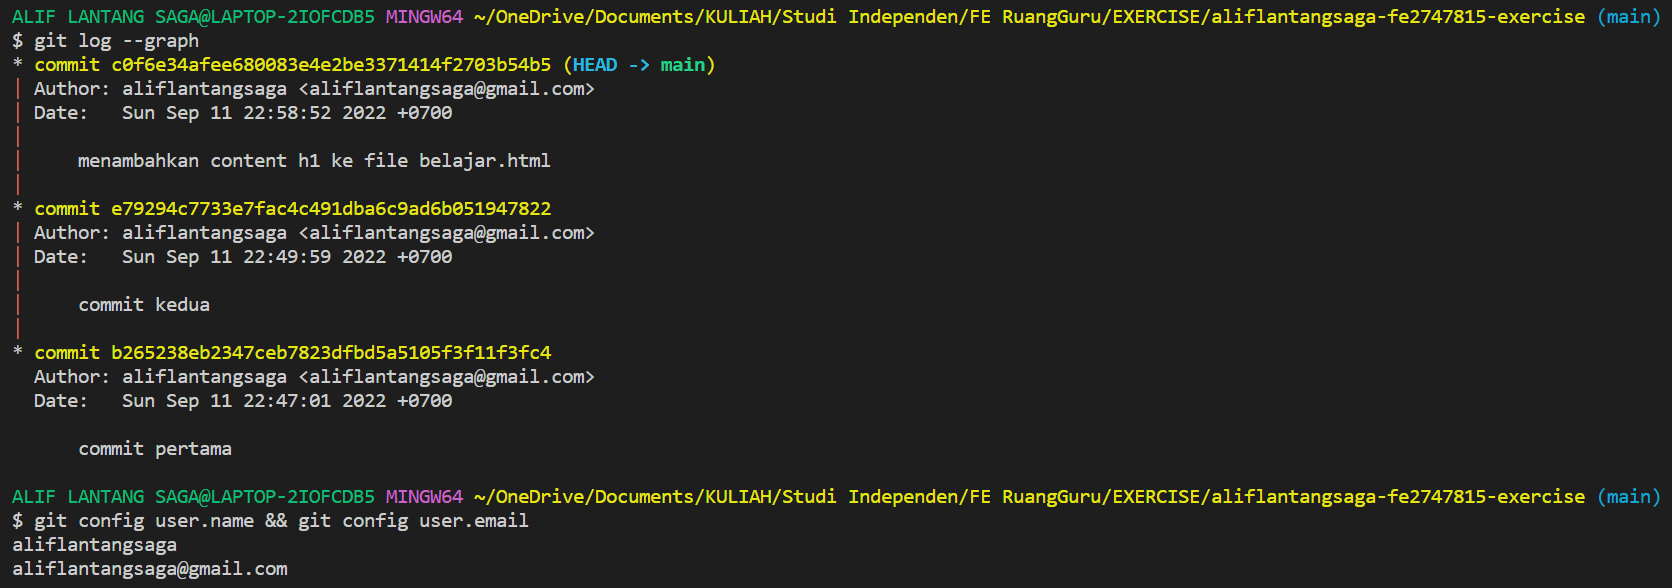 ALIF LANTANG SAGA@LAPTOP-2IOFCDB5 MINGW64 ~/OneDrive/Documents/KULIAH/Studi Independen/FE RuangGuru/EXERCISE/aliflantangsaga-fe2747815-exercise (main)
$ git log --graph
* commit c0f6e34afee680083e4e2be3371414f2703b54b5 (HEAD -> main)
| Author: aliflantangsaga <aliflantangsaga@gmail.com>
| Date:   Sun Sep 11 22:58:52 2022 +0700
|
|     menambahkan content h1 ke file belajar.html
|
* commit e79294c7733e7fac4c491dba6c9ad6b051947822
| Author: aliflantangsaga <aliflantangsaga@gmail.com>
| Date:   Sun Sep 11 22:49:59 2022 +0700
|
|     commit kedua
|
* commit b265238eb2347ceb7823dfbd5a5105f3f11f3fc4
  Author: aliflantangsaga <aliflantangsaga@gmail.com>
  Date:   Sun Sep 11 22:47:01 2022 +0700

      commit pertama

ALIF LANTANG SAGA@LAPTOP-2IOFCDB5 MINGW64 ~/OneDrive/Documents/KULIAH/Studi Independen/FE RuangGuru/EXERCISE/aliflantangsaga-fe2747815-exercise (main)
$ git config user.name && git config user.email
aliflantangsaga
aliflantangsaga@gmail.com